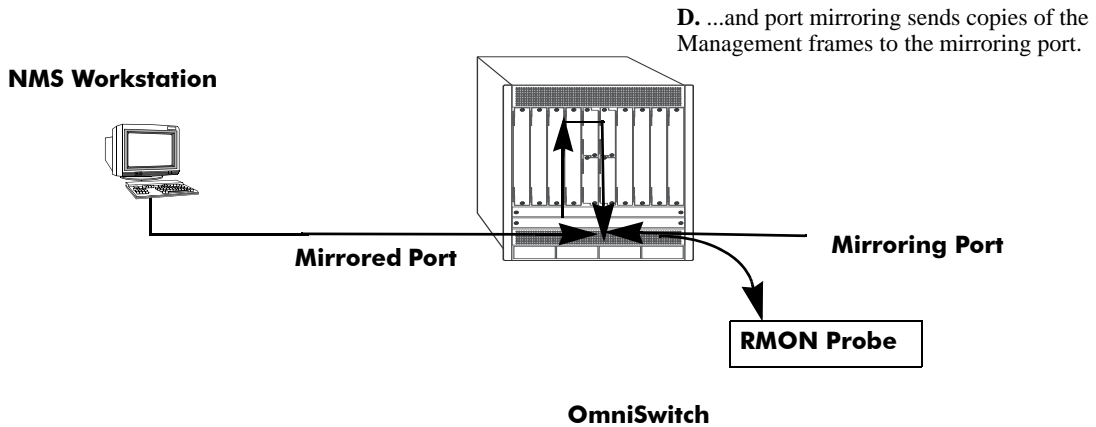 D. ...and port mirroring sends copies of the
Management frames to the mirroring port.
NMS Workstation
Mirrored Port
Mirroring Port
RMON Probe
OmniSwitch